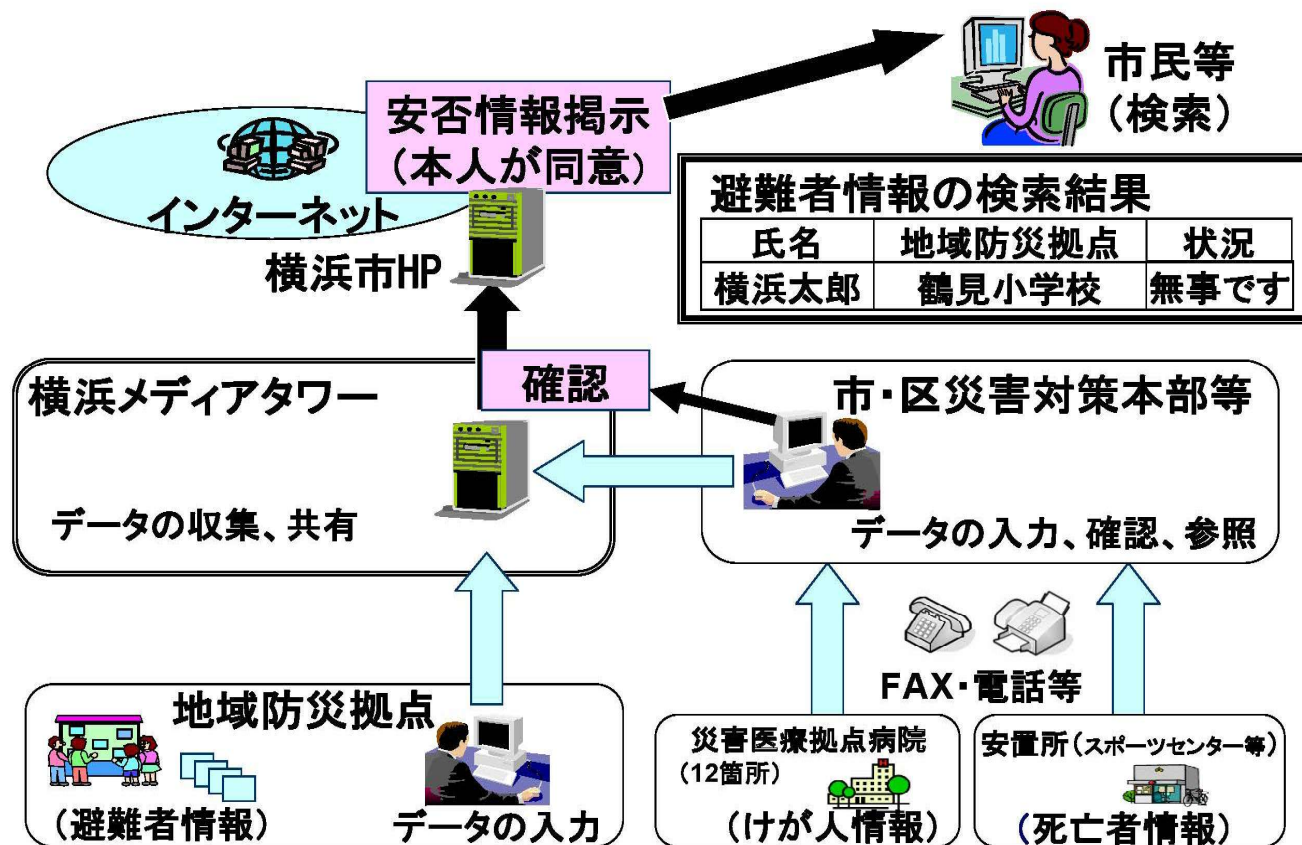 市民等
(検索)
安否情報掲示
(本人が同意)
インターネット
横浜市HP
避難者情報の検索結果
氏名 地域防災拠点 状況
横浜太郎 鶴見小学校 無事です
横浜メディアタワー
確認
市・区災害対策本部等
データの収集、共有
データの入力、確認、参照
FAX・電話等
地域防災拠点
(避難者情報)
データの入力
災害医療拠点病院
(12箇所)
(けが人情報)
安置所(スポーツセンター等)
(死亡者情報)